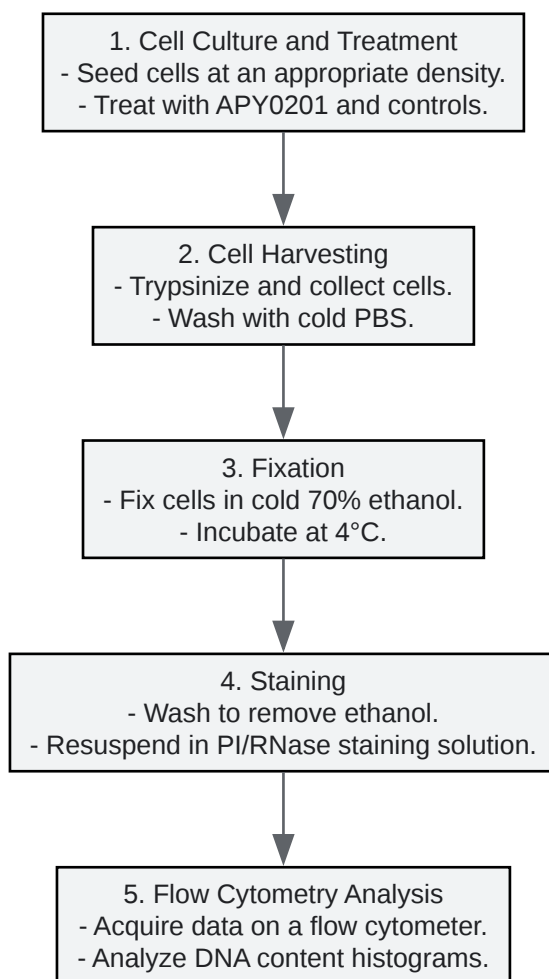 1. Cell Culture and Treatment
- Seed cells at an appropriate density.
- Treat with APY0201 and controls.
2. Cell Harvesting
- Trypsinize and collect cells.
- Wash with cold PBS.
3. Fixation
- Fix cells in cold 70% ethanol.
- Incubate at 4°C.
4. Staining
- Wash to remove ethanol.
- Resuspend in PI/RNase staining solution.
5. Flow Cytometry Analysis
- Acquire data on a flow cytometer.
- Analyze DNA content histograms.